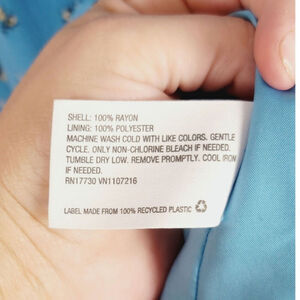 SHELL: 100% RAYON
LINING: 100% POLYESTER
MACHINE WASH COLD WITH LIKE COLORS. GENTLE
CYCLE. ONLY NON-CHLORINE BLEACH IF NEEDED.
TUMBLE DRY LOW. REMOVE PROMPTLY. COOL IRON
IF NEEDED.
RN17730 VN1107216
LABEL MADE FROM 100% RECYCLED PLASTIC